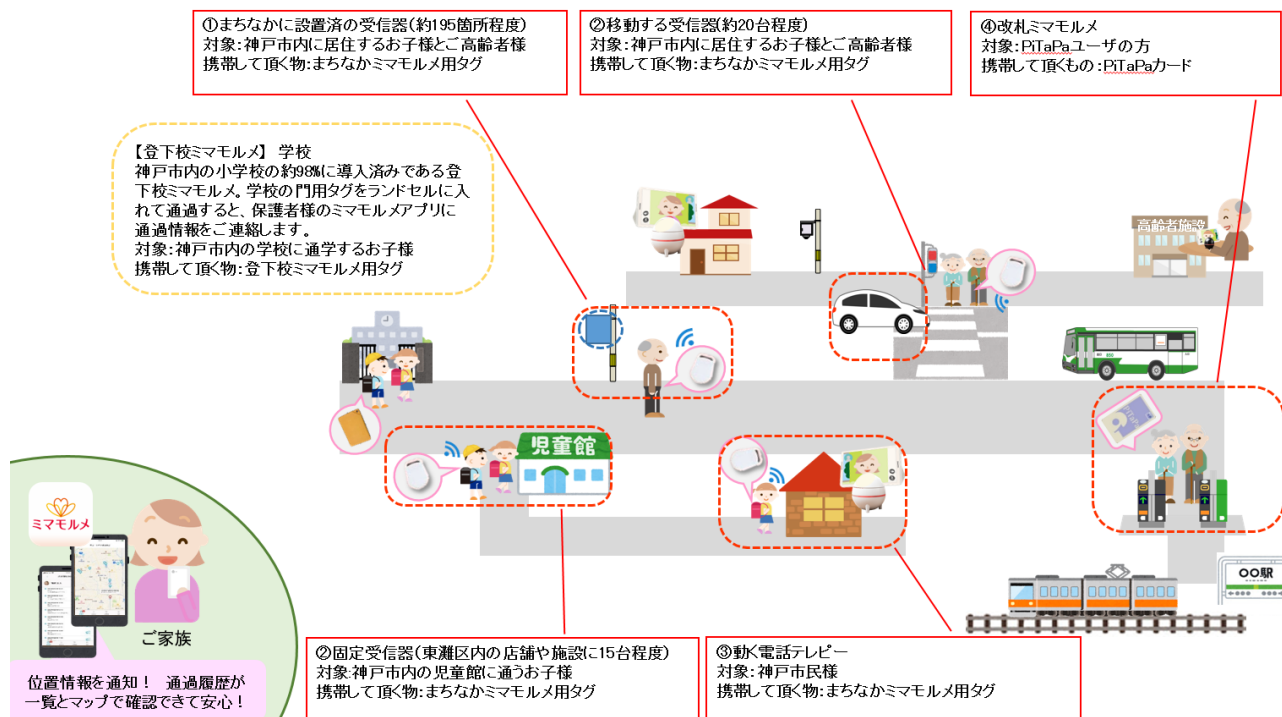 ①まちなかに設置済の受信器(約195箇所程度)
対象:神戸市内に居住するお子様とご高齢者様
携帯して頂く物:まちなかミマモルメ用タグ
②移動する受信器(約20台程度)
対象:神戸市内に居住するお子様とご高齢者様
携帯して頂く物:まちなかミマモルメ用タグ
④改札ミマモルメ
対象:PiTaPaユーザの方
携帯して頂くもの:PiTaPaカード
【登下校ミマモルメ】 学校
神戸市内の小学校の約98%に導入済みである登
下校ミマモルメ。学校の門用タグをランドセルに入
れて通過すると、保護者様のミマモルメアプリに
通過情報をご連絡します。
対象:神戸市内の学校に通学するお子様
携帯して頂く物:登下校ミマモルメ用タグ
高齢者施設
児童館
PiTaPa
〇〇駅
ミマモルメ
ご家族
位置情報を通知! 通過履歴が
一覧とマップで確認できて安心!
②固定受信器(東灘区内の店舗や施設に15台程度)
対象:神戸市内の児童館に通うお子様
携帯して頂く物:まちなかミマモルメ用タグ
③動く電話テレピー
対象:神戸市民様
携帯して頂く物:まちなかミマモルメ用タグ